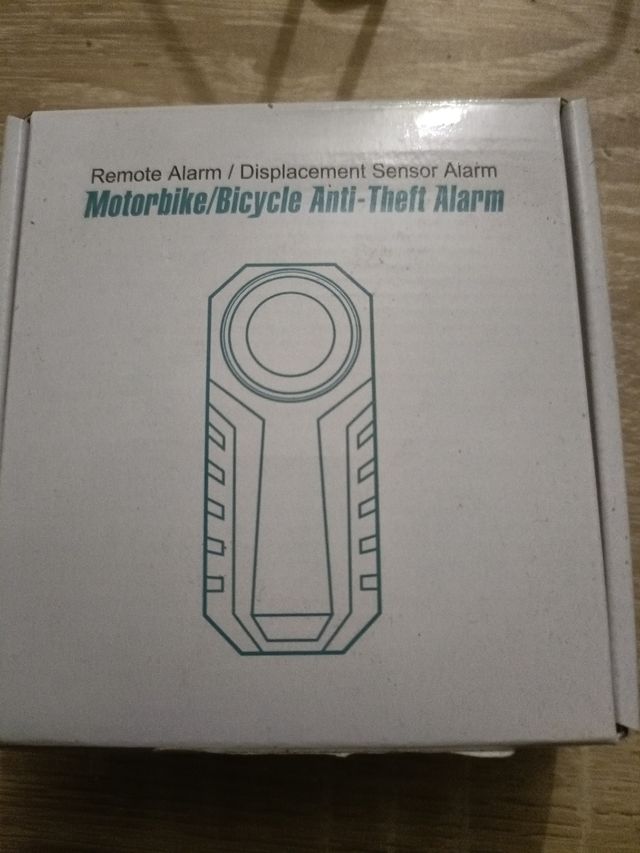 Remote Alarm / Displacement Sensor Alarm
Motorbike/Bicycle Anti-Theft Alarm